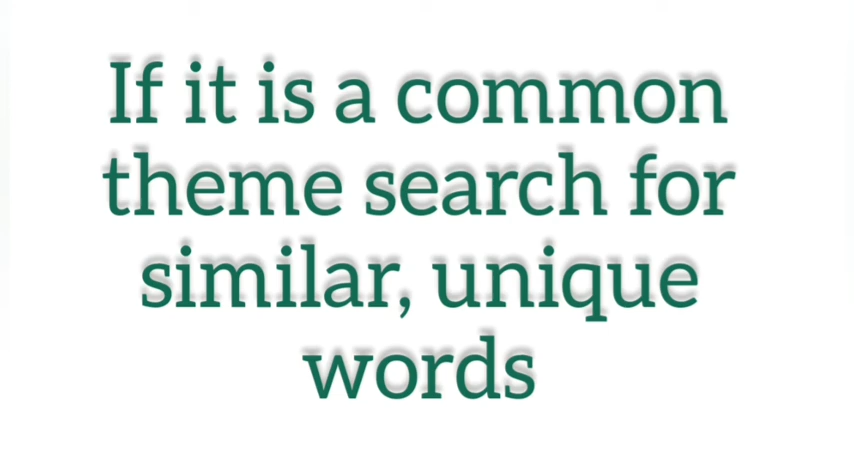 If it is a common
theme search for
similar, unique
words